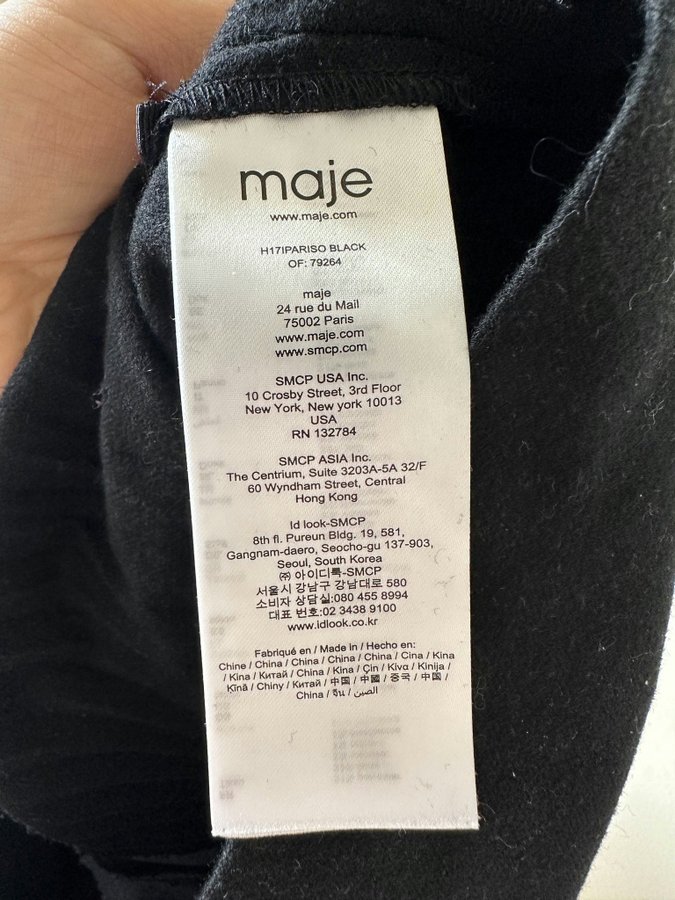 maje
www.maje.com
H17IPARISO BLACK
OF: 79264
maje
24 rue du Mail
75002 Paris
www.maje.com
www.smcp.com
SMCP USA Inc.
10 Crosby Street, 3rd Floor
New York, New york 10013
USA
RN 132784
SMCP ASIA Inc.
The Centrium, Suite 3203A-5A 32/F
60 Wyndham Street, Central
Hong Kong
Id look-SMCP
8th fl. Pureun Bldg. 19, 581,
Gangnam-daero, Seocho-gu 137-903,
Seoul, South Korea
㈜ 아이디룩-SMCP
서울시 강남구 강남대로 580
소비자 상담실:080 455 8994
대표 번호:02 3438 9100
www.idlook.co.kr
Fabriqué en / Made in / Hecho en:
Chine / China / China / China / China / Cina / Kina
/ Kina / Китай / China / Kina / Çin / Κίνα / Kinija /
Ķīnā / Chiny / Китай / 中国 / 中國 / 중국 / 中国 /
China / จีน / الصين